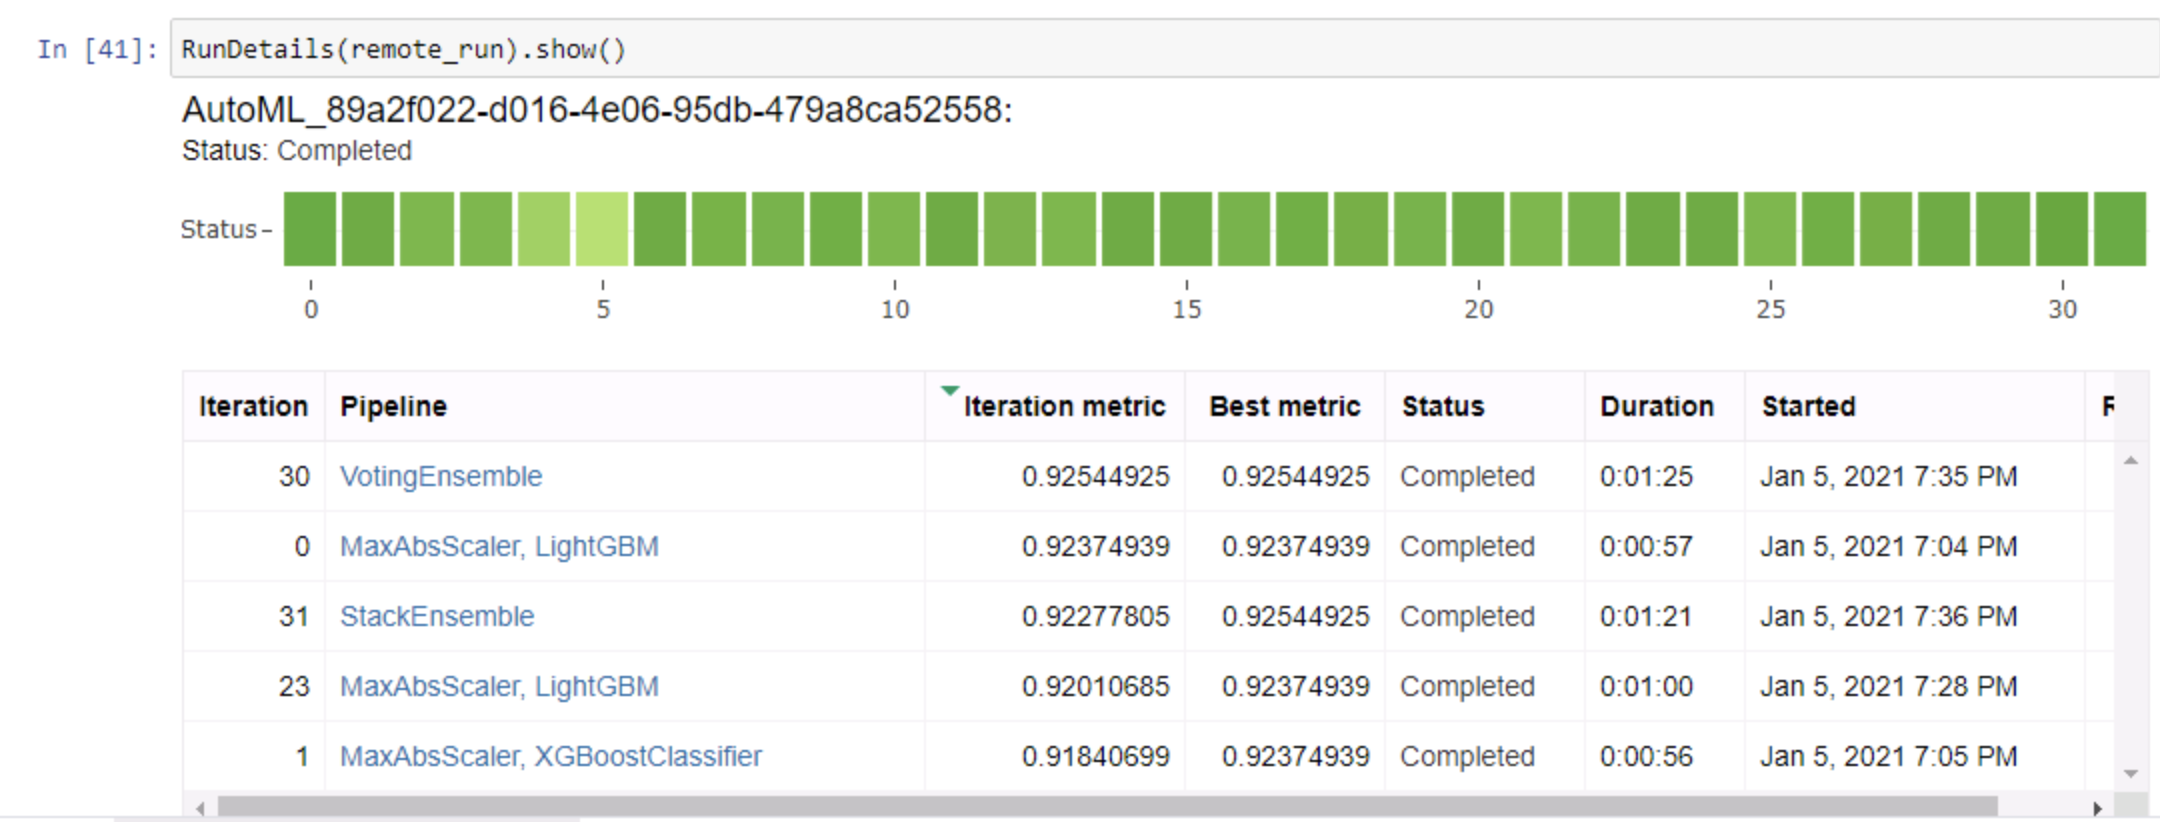 In [41]: RunDetails(remote_run).show()
AutoML_89a2f022-d016-4e06-95db-479a8ca52558:
Status: Completed
Status
0 5 10 15 20 25 30
Iteration Pipeline Iteration metric Best metric Status Duration Started
30 VotingEnsemble 0.92544925 0.92544925 Completed 0:01:25 Jan 5, 2021 7:35 PM
0 MaxAbsScaler, LightGBM 0.92374939 0.92374939 Completed 0:00:57 Jan 5, 2021 7:04 PM
31 StackEnsemble 0.92277805 0.92544925 Completed 0:01:21 Jan 5, 2021 7:36 PM
23 MaxAbsScaler, LightGBM 0.92010685 0.92374939 Completed 0:01:00 Jan 5, 2021 7:28 PM
1 MaxAbsScaler, XGBoostClassifier 0.91840699 0.92374939 Completed 0:00:56 Jan 5, 2021 7:05 PM